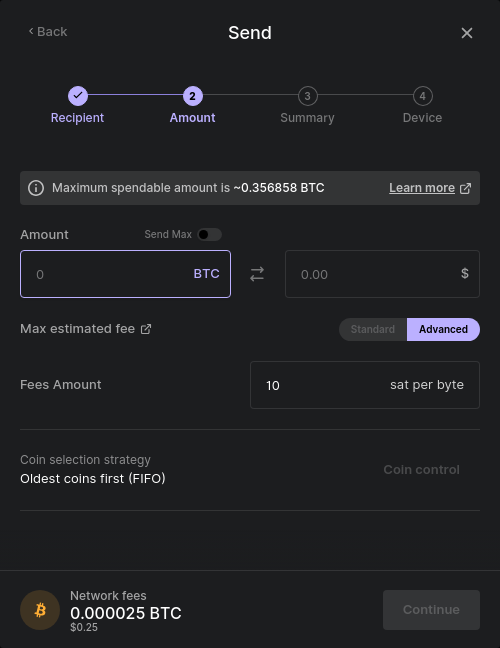 Back
Send
2
3
4
Recipient
Amount
Summary
Device
Maximum spendable amount is ~0.356858 BTC
Learn more
Amount
Send Max
0
BTC
0.00
$
Max estimated fee
Standard
Advanced
Fees Amount
10
sat per byte
Coin selection strategy
Oldest coins first (FIFO)
Coin control
Network fees
0.000025 BTC
$0.25
Continue